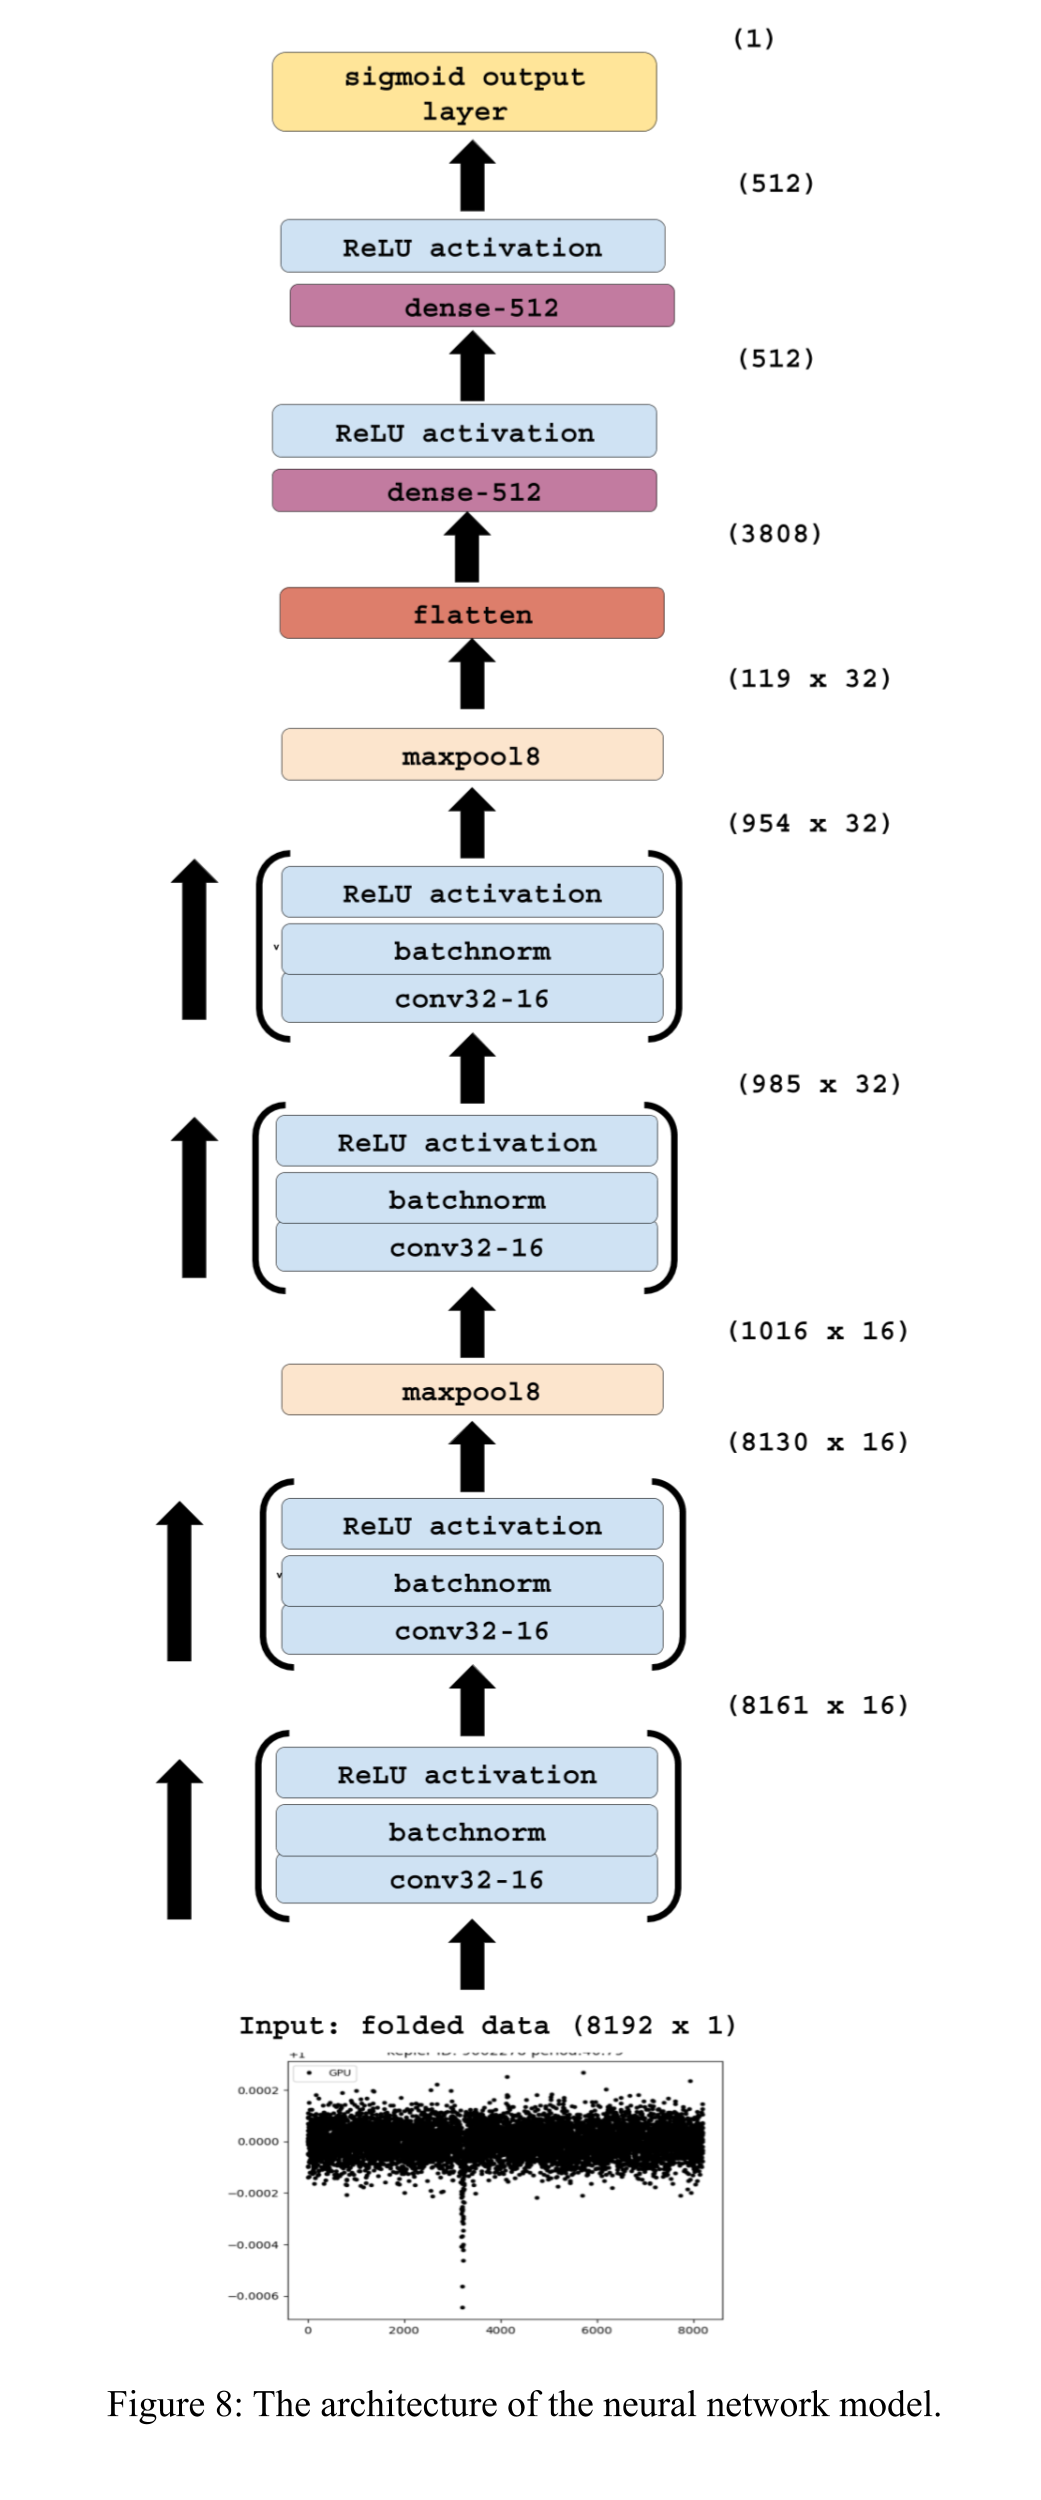 (1)
sigmoid output
layer
(512)
ReLU activation
dense-512
(512)
ReLU activation
dense-512
(3808)
flatten
(119 x 32)
maxpool8
(954 x 32)
ReLU activation
v
batchnorm
conv32-16
(985 x 32)
ReLU activation
batchnorm
conv32-16
(1016 x 16)
maxpool8
(8130 x 16)
ReLU activation
v
batchnorm
conv32-16
(8161 x 16)
ReLU activation
batchnorm
conv32-16
Input: folded data (8192 x 1)
+1
GPU
0.0002
0.0000
−0.0002
−0.0004
−0.0006
0 2000 4000 6000 8000
Figure 8: The architecture of the neural network model.